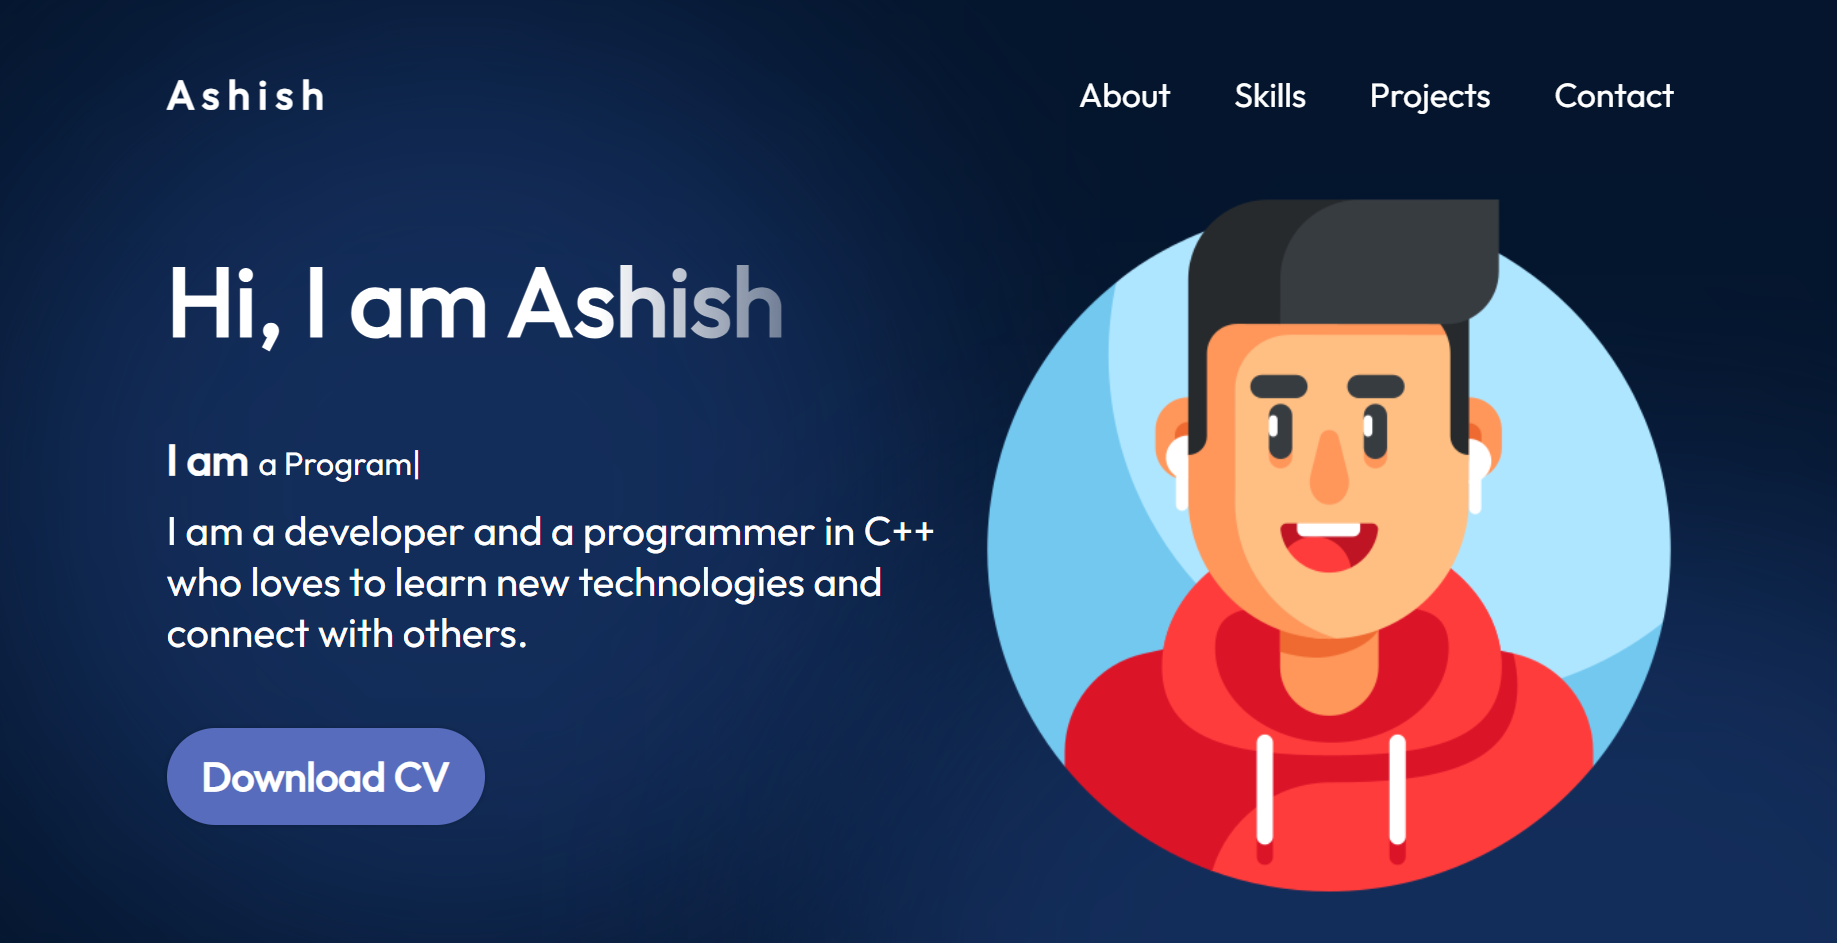 Ashish
About Skills Projects Contact
Hi, I am Ashish
I am a Program|
I am a developer and a programmer in C++
who loves to learn new technologies and
connect with others.
Download CV